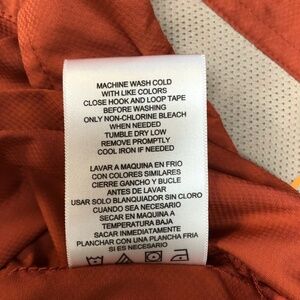 MACHINE WASH COLD
WITH LIKE COLORS
CLOSE HOOK AND LOOP TAPE
BEFORE WASHING
ONLY NON-CHLORINE BLEACH
WHEN NEEDED
TUMBLE DRY LOW
REMOVE PROMPTLY
COOL IRON IF NEEDED
LAVAR A MAQUINA EN FRIO
CON COLORES SIMILARES
CIERRE GANCHO Y BUCLE
ANTES DE LAVAR
USAR SOLO BLANQUIADOR SIN CLORO
CUANDO SEA NECESARIO
SECAR EN MAQUINA A
TEMPERATURA BAJA
SACAR INMEDIATAMENTE
PLANCHAR CON UNA PLANCHA FRIA
SI ES NECESARIO